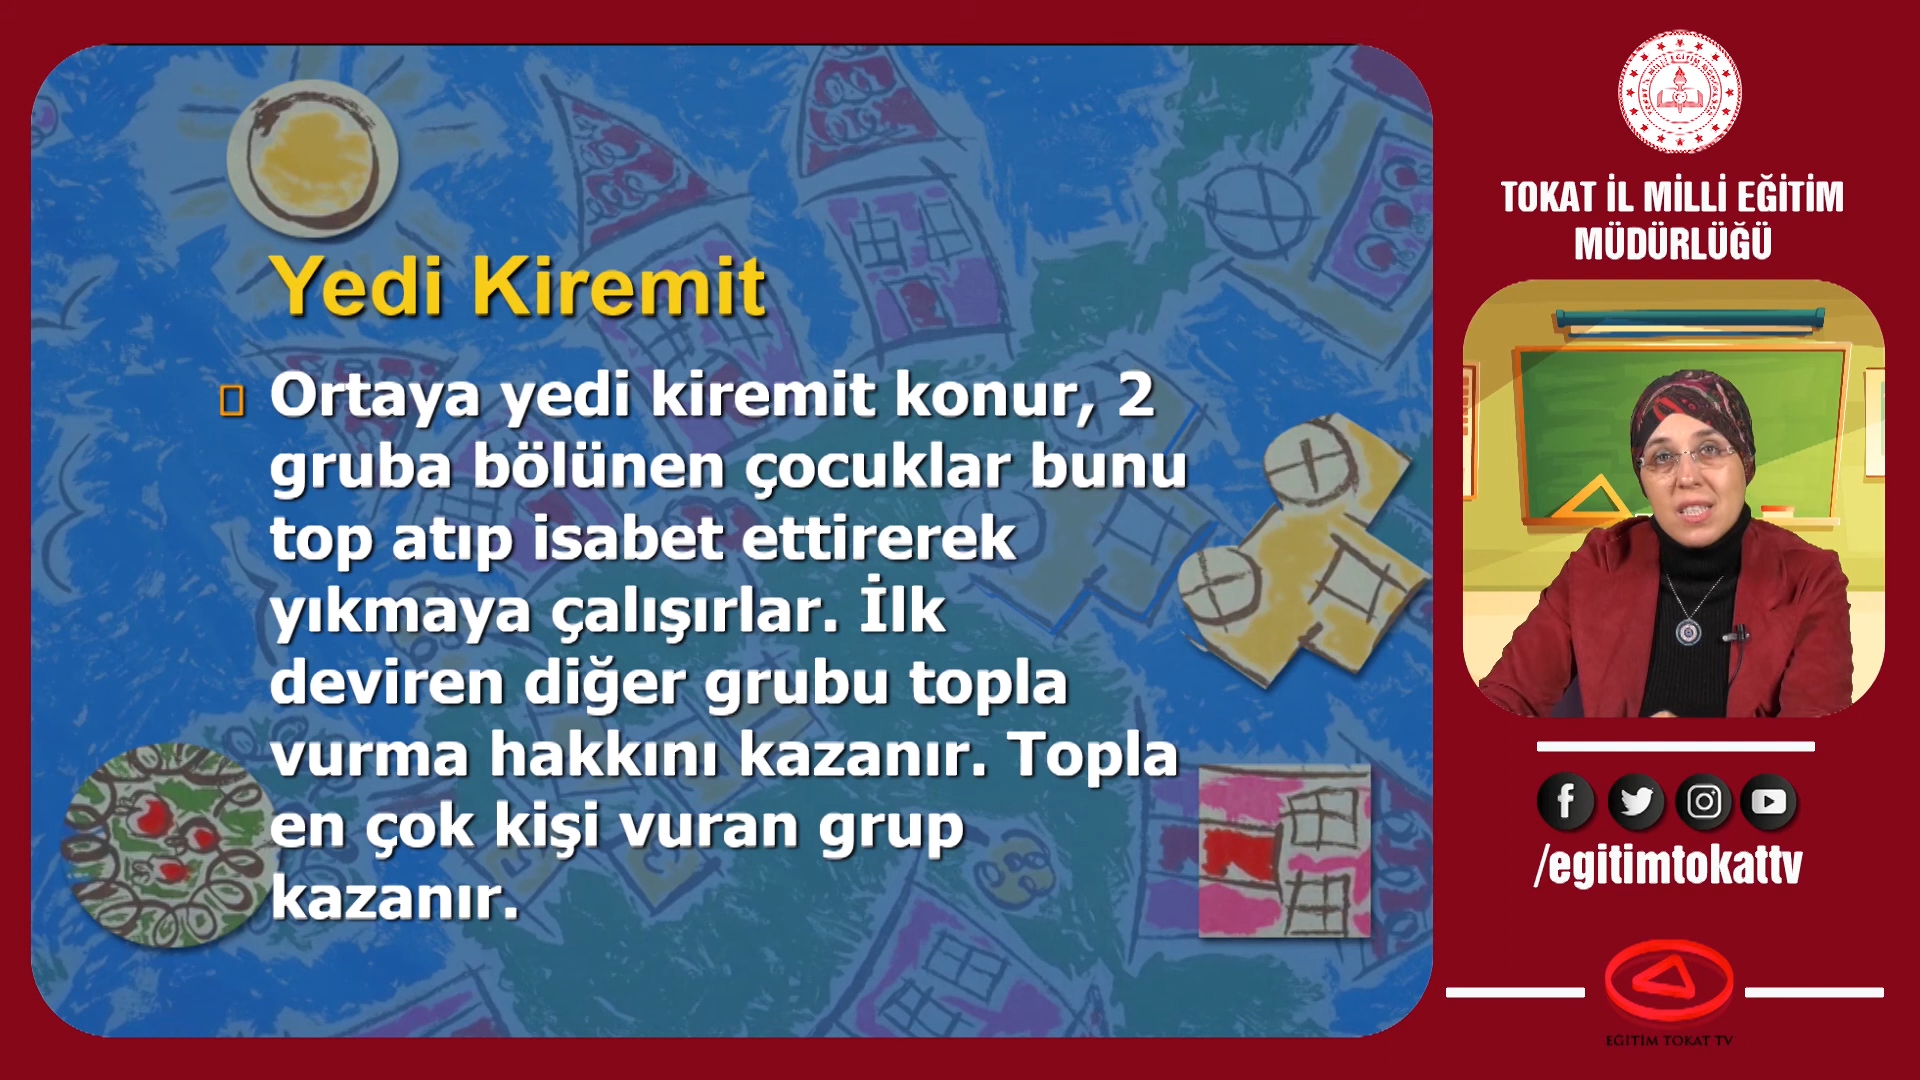 Yedi Kiremit
Ortaya yedi kiremit konur, 2
gruba bölünen çocuklar bunu
top atıp isabet ettirerek
yıkmaya çalışırlar. İlk
deviren diğer grubu topla
vurma hakkını kazanır. Topla
en çok kişi vuran grup
kazanır.
TOKAT İL MİLLİ EĞİTİM
MÜDÜRLÜĞÜ
/egitimtokattv
EĞİTİM TOKAT TV